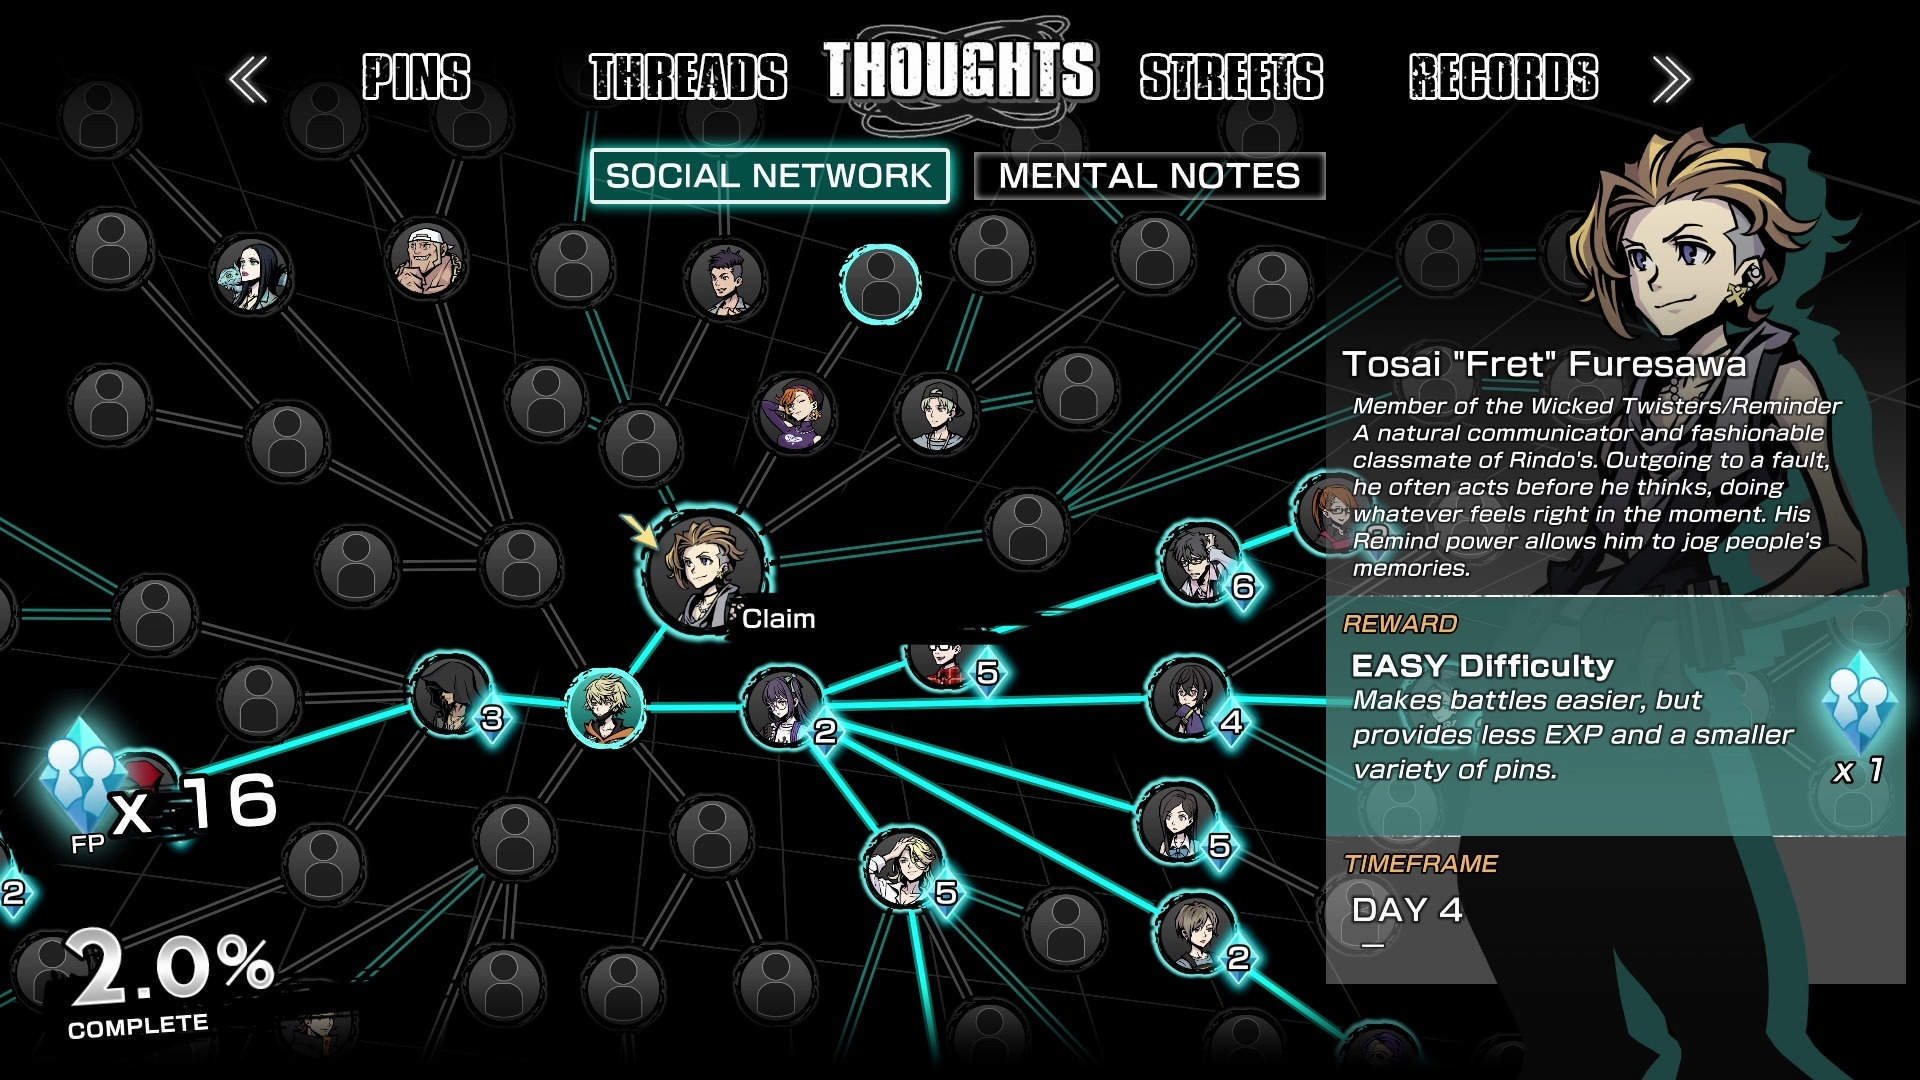 PINS
THREADS
THOUGHTS
STREETS
RECORDS
SOCIAL NETWORK
MENTAL NOTES
Tosai "Fret" Furesawa
Member of the Wicked Twisters/Reminder
A natural communicator and fashionable
classmate of Rindo's. Outgoing to a fault,
he often acts before he thinks, doing
whatever feels right in the moment. His
Remind power allows him to jog people's
memories.
6
Claim
REWARD
EASY Difficulty
Makes battles easier, but
provides less EXP and a smaller
variety of pins.
x 1
5
3
2
4
x 16
FP
5
5
2
2
TIMEFRAME
DAY 4
—
2.0%
COMPLETE